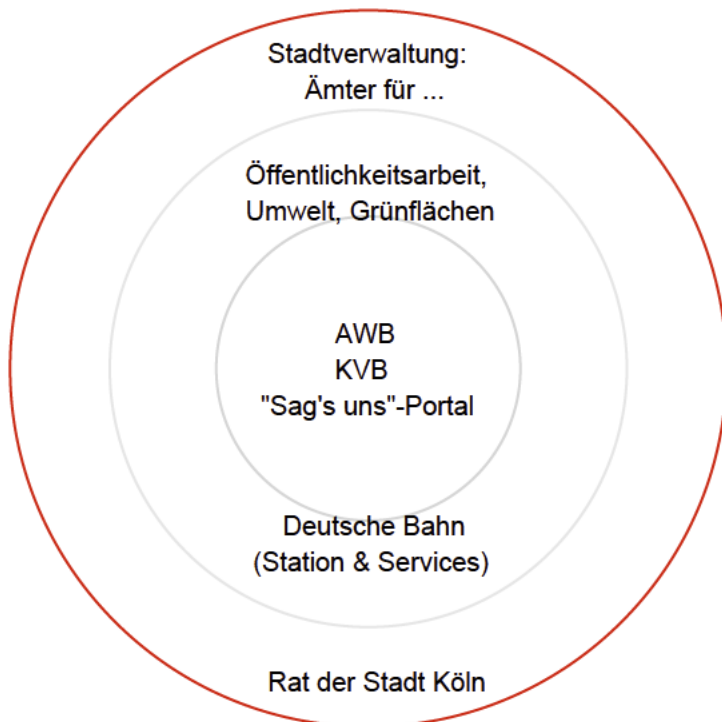 Stadtverwaltung:
Ämter für ...
Öffentlichkeitsarbeit,
Umwelt, Grünflächen
AWB
KVB
"Sag's uns"-Portal
Deutsche Bahn
(Station & Services)
Rat der Stadt Köln